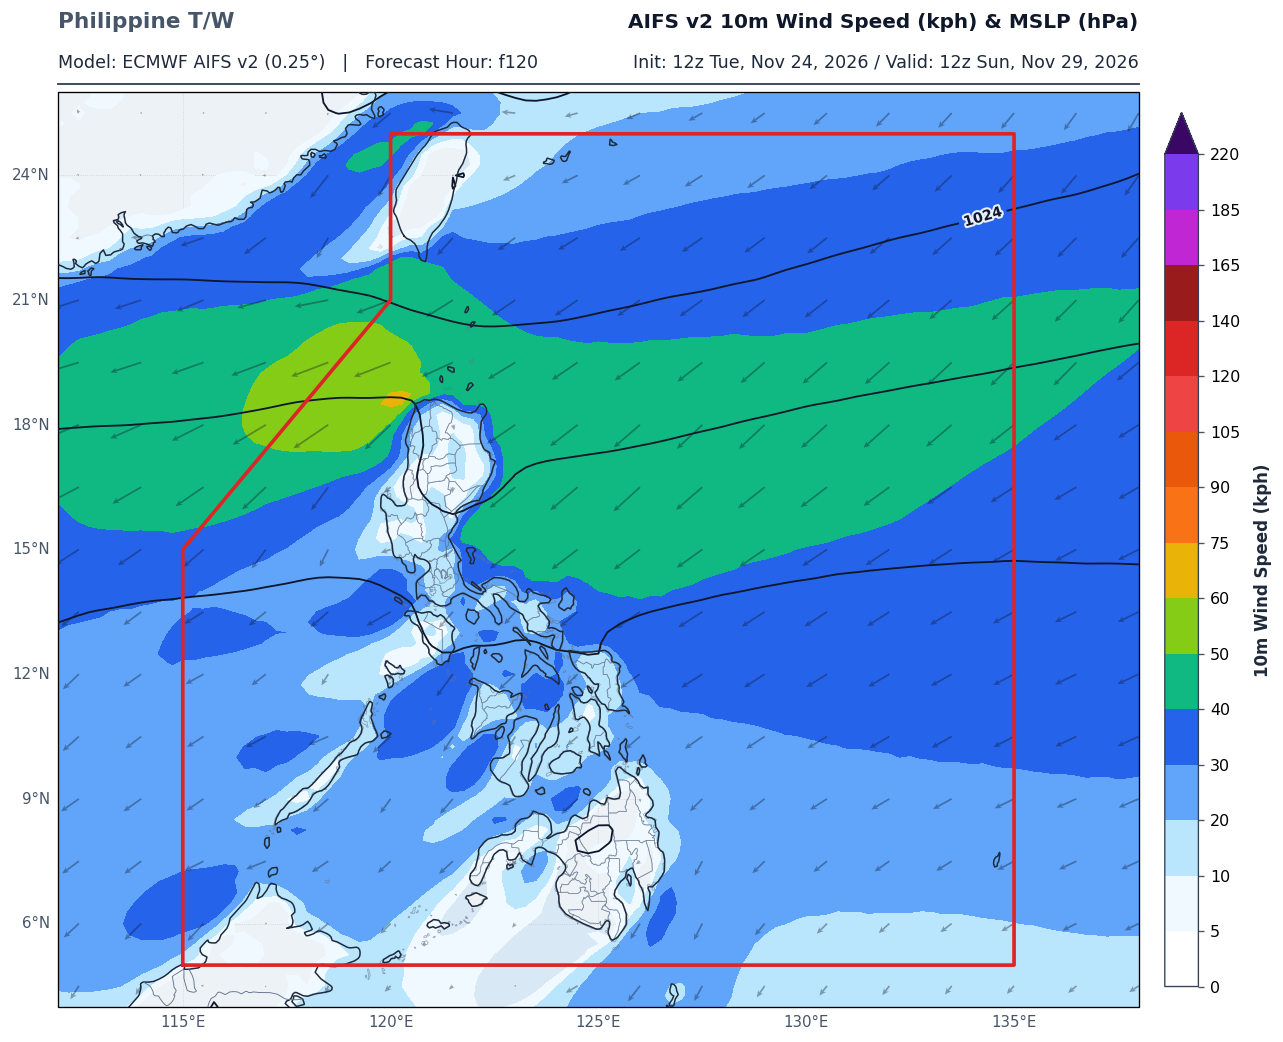 Philippine T/W
AIFS v2 10m Wind Speed (kph) & MSLP (hPa)
Model: ECMWF AIFS v2 (0.25°) | Forecast Hour: f120
Init: 12z Tue, Nov 24, 2026 / Valid: 12z Sun, Nov 29, 2026
24°N
21°N
18°N
15°N
12°N
9°N
6°N
1024
115°E
120°E
125°E
130°E
135°E
220
185
165
140
120
105
90
75
60
50
40
30
20
10
5
0
10m Wind Speed (kph)